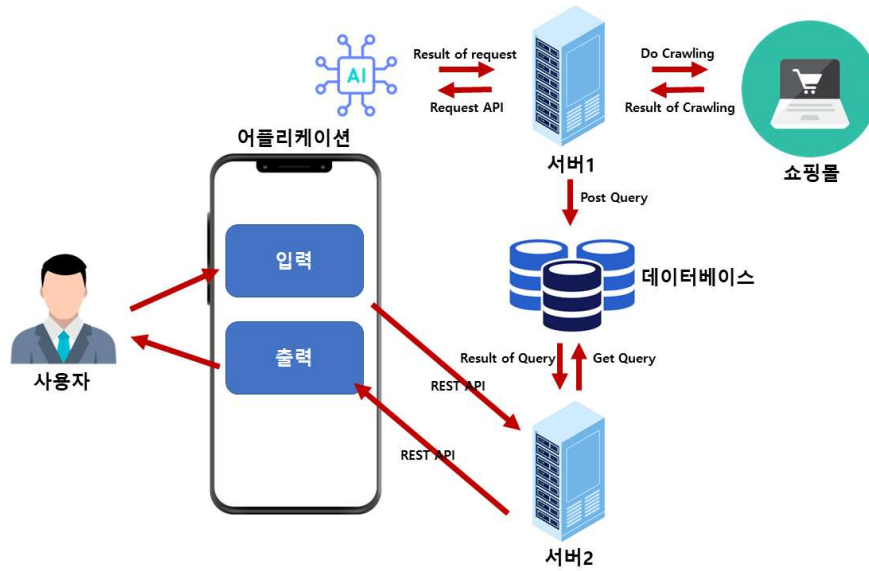 AI
Result of request
Request API
Do Crawling
Result of Crawling
어플리케이션
서버1
쇼핑몰
Post Query
입력
데이터베이스
출력
Result of Query
Get Query
사용자
REST API
REST API
서버2